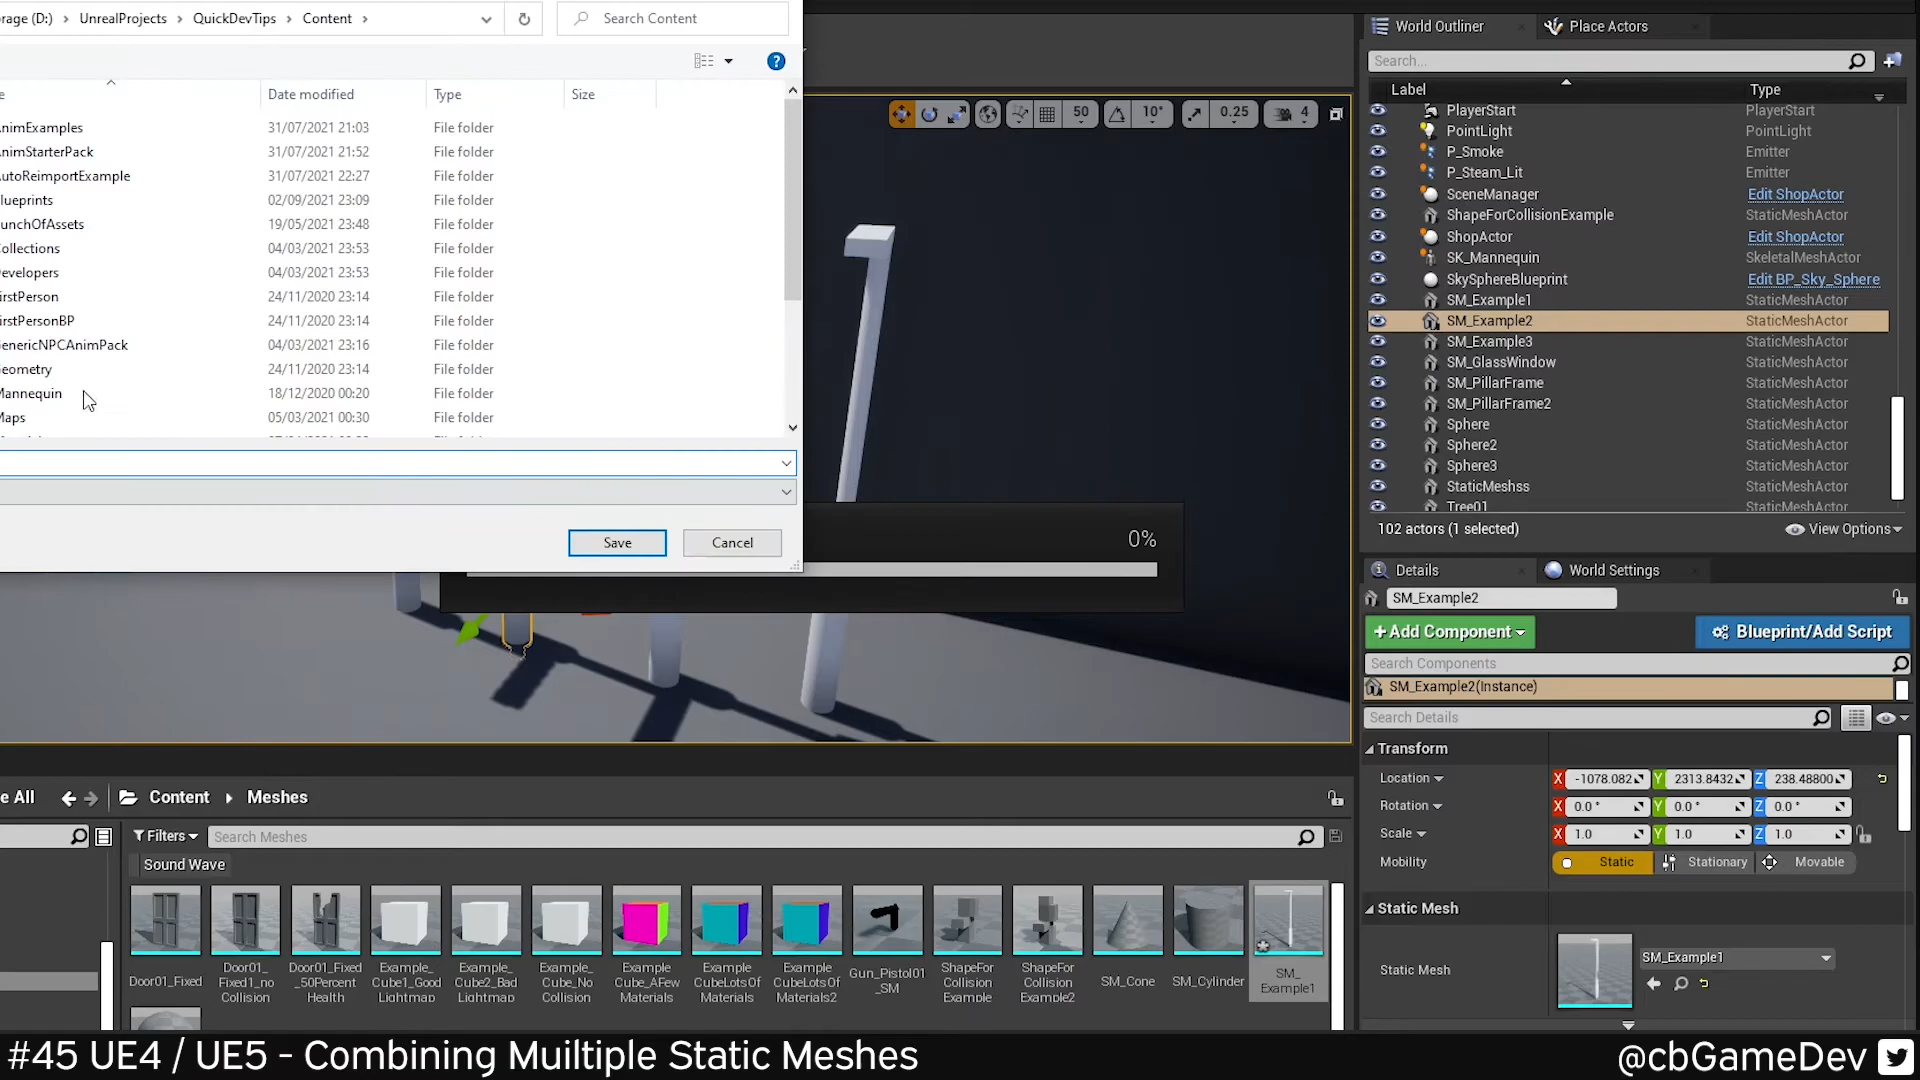 rage (D:) › UnrealProjects › QuickDevTips › Content ›
Search Content
e Date modified Type Size
nimExamples 31/07/2021 21:03 File folder
nimStarterPack 31/07/2021 21:52 File folder
utoReimportExample 31/07/2021 22:27 File folder
lueprints 02/09/2021 23:09 File folder
unchOfAssets 19/05/2021 23:48 File folder
ollections 04/03/2021 23:53 File folder
evelopers 04/03/2021 23:53 File folder
irstPerson 24/11/2020 23:14 File folder
irstPersonBP 24/11/2020 23:14 File folder
enericNPCAnimPack 04/03/2021 23:16 File folder
eometry 24/11/2020 23:14 File folder
Mannequin 18/12/2020 00:20 File folder
Maps 05/03/2021 00:30 File folder
Save Cancel
50 10° 0.25 4
0%
World Outliner Place Actors
Search...
Label Type
PlayerStart PlayerStart
PointLight PointLight
P_Smoke Emitter
P_Steam_Lit Emitter
SceneManager Edit ShopActor
ShapeForCollisionExample StaticMeshActor
ShopActor Edit ShopActor
SK_Mannequin SkeletalMeshActor
SkySphereBlueprint Edit BP_Sky_Sphere
SM_Example1 StaticMeshActor
SM_Example2 StaticMeshActor
SM_Example3 StaticMeshActor
SM_GlassWindow StaticMeshActor
SM_PillarFrame StaticMeshActor
SM_PillarFrame2 StaticMeshActor
Sphere StaticMeshActor
Sphere2 StaticMeshActor
Sphere3 StaticMeshActor
StaticMeshss StaticMeshActor
Tree01 StaticMeshActor
102 actors (1 selected) View Options
Details World Settings
SM_Example2
+Add Component Blueprint/Add Script
Search Components
SM_Example2(Instance)
Search Details
Transform
Location X -1078.082 Y 2313.8432 Z 238.48800
Rotation X 0.0 ° Y 0.0 ° Z 0.0 °
Scale X 1.0 Y 1.0 Z 1.0
Mobility Static Stationary Movable
Static Mesh
Static Mesh SM_Example1
e All Content Meshes
Filters Search Meshes
Sound Wave
Door01_Fixed
Door01_
Fixed1_no
Collision
Door01_Fixed
_50Percent
Health
Example_
Cube1_Good
Lightmap
Example_
Cube2_Bad
Lightmap
Example_
Cube_No
Collision
Example
Cube_AFew
Materials
Example
CubeLotsOf
Materials
Example
CubeLotsOf
Materials2
Gun_Pistol01
_SM
ShapeFor
Collision
Example
ShapeFor
Collision
Example2
SM_Cone
SM_Cylinder
SM_
Example1
#45 UE4 / UE5 - Combining Muiltiple Static Meshes
@cbGameDev